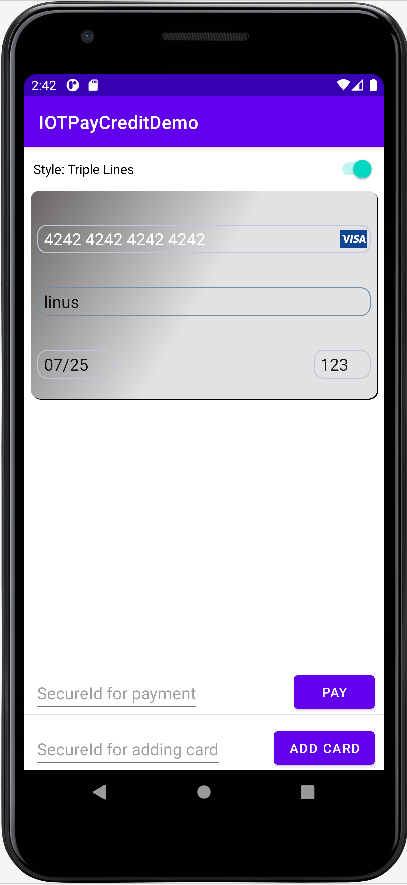 2:42
IOTPayCreditDemo
Style: Triple Lines
4242 4242 4242 4242 VISA
linus
07/25 123
SecureId for payment PAY
SecureId for adding card ADD CARD